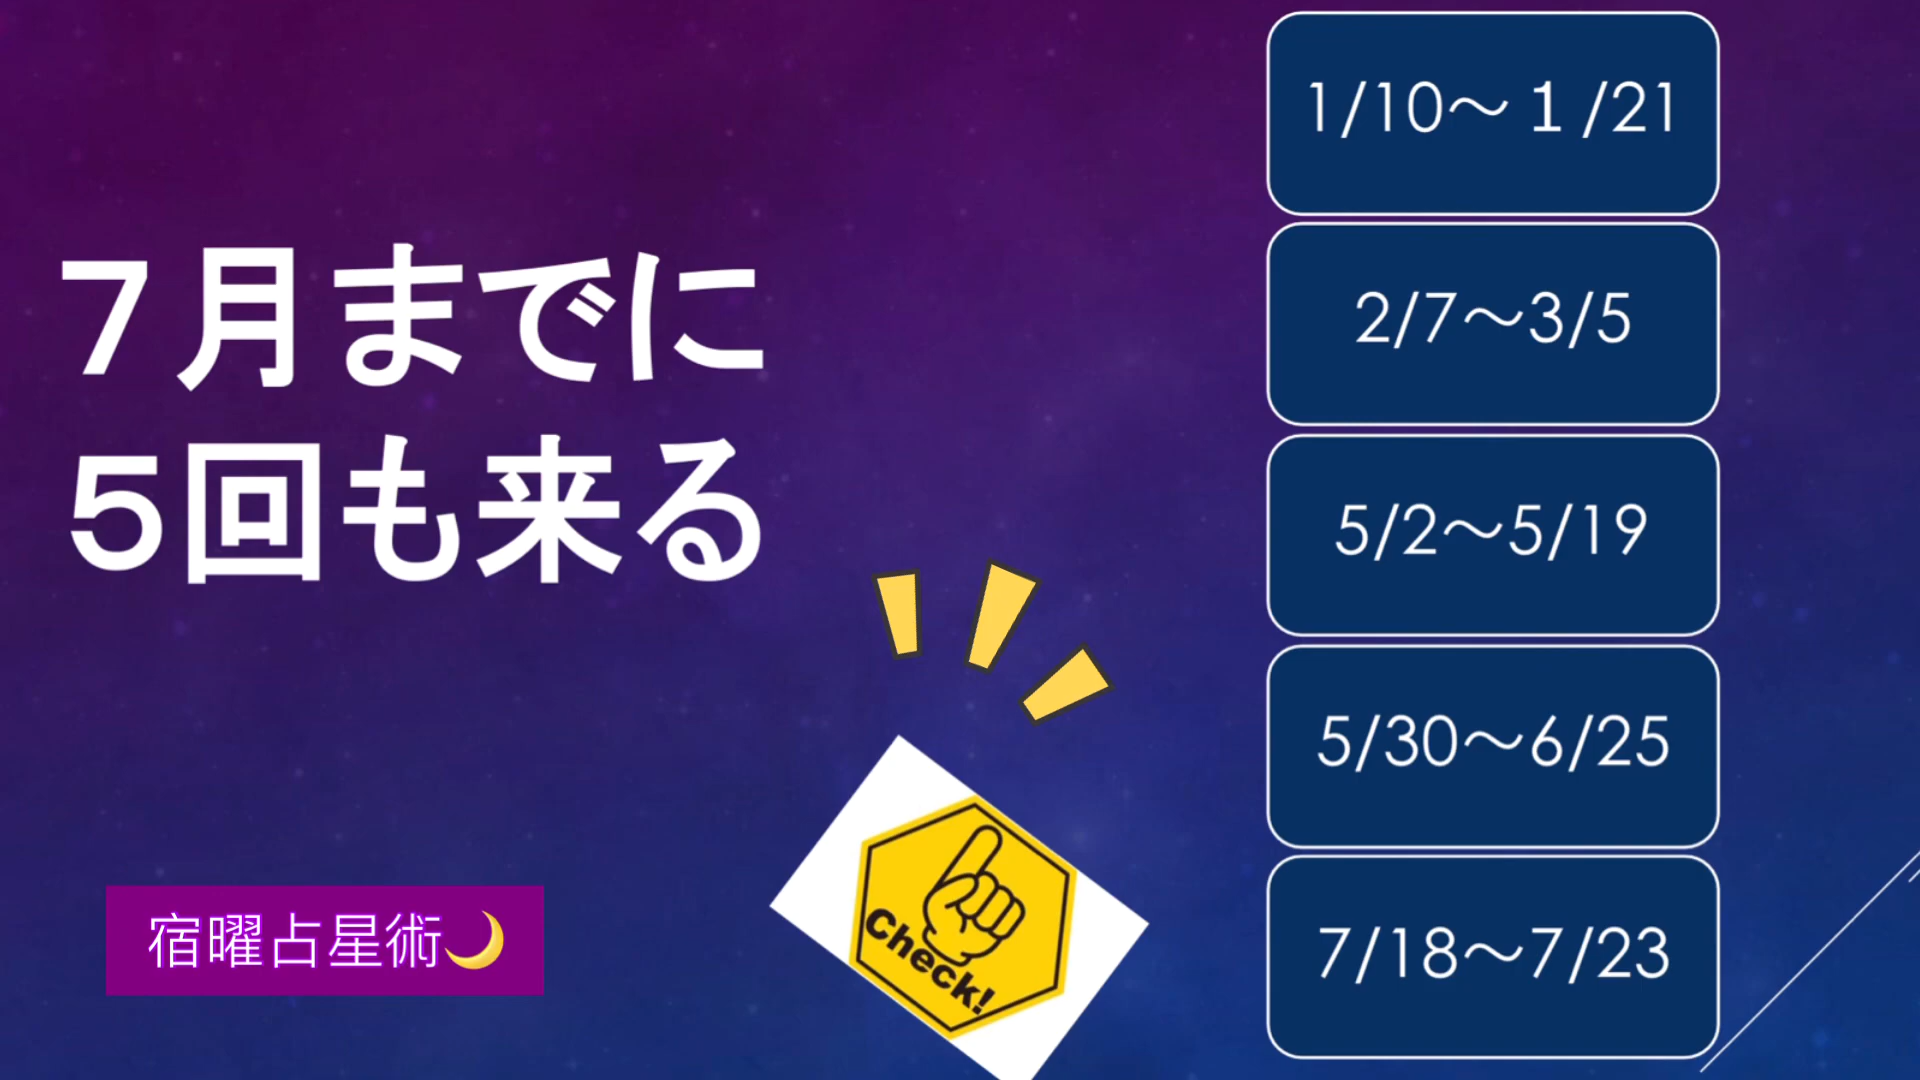 ７月までに
５回も来る
1/10～１/21
2/7～3/5
5/2～5/19
5/30～6/25
7/18～7/23
Check!
宿曜占星術🌙